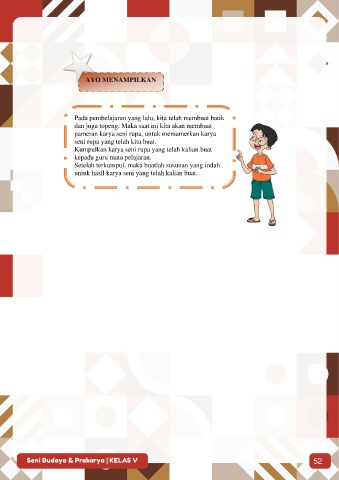 AYO MENAMPILKAN
Pada pembelajaran yang lalu, kita telah membuat batik
dan juga topeng. Maka saat ini kita akan membuat
pameran karya seni rupa, untuk memamerkan karya
seni rupa yang telah kita buat.
Kumpulkan karya seni rupa yang telah kalian buat
kepada guru mata pelajaran.
Setelah terkumpul, maka buatlah susunan yang indah
untuk hasil karya seni yang telah kalian buat.
Seni Budaya & Prakarya | KELAS V
52